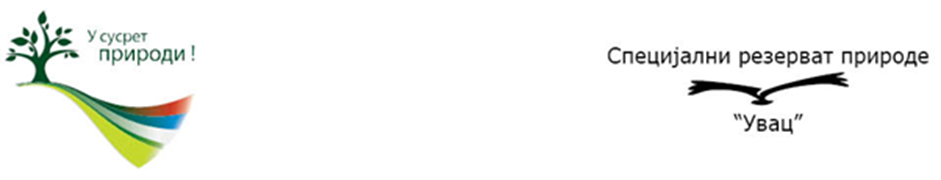 У сусрет
природи !
Специјални резерват природе
"Увац"